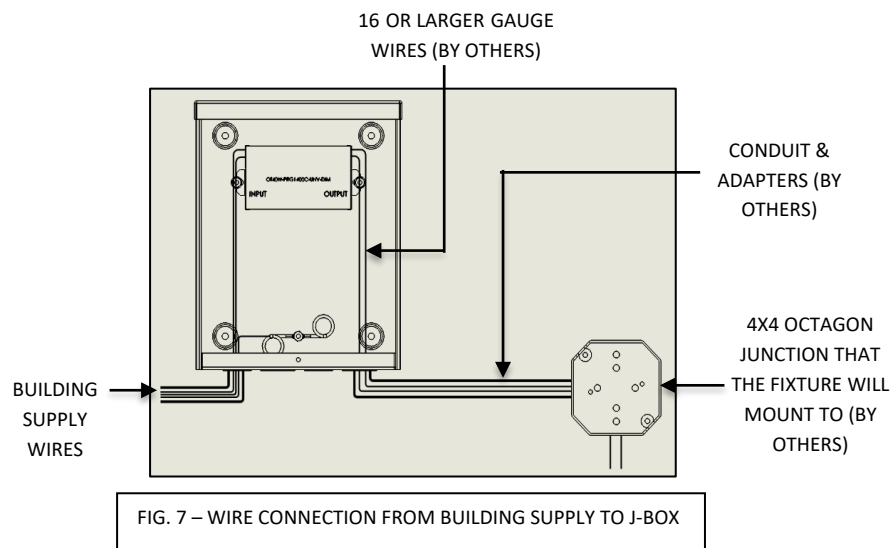 16 OR LARGER GAUGE
WIRES (BY OTHERS)
CONDUIT &
ADAPTERS (BY
OTHERS)
INPUT
OUTPUT
4X4 OCTAGON
JUNCTION THAT
THE FIXTURE WILL
MOUNT TO (BY
OTHERS)
BUILDING
SUPPLY
WIRES
FIG. 7 – WIRE CONNECTION FROM BUILDING SUPPLY TO J-BOX